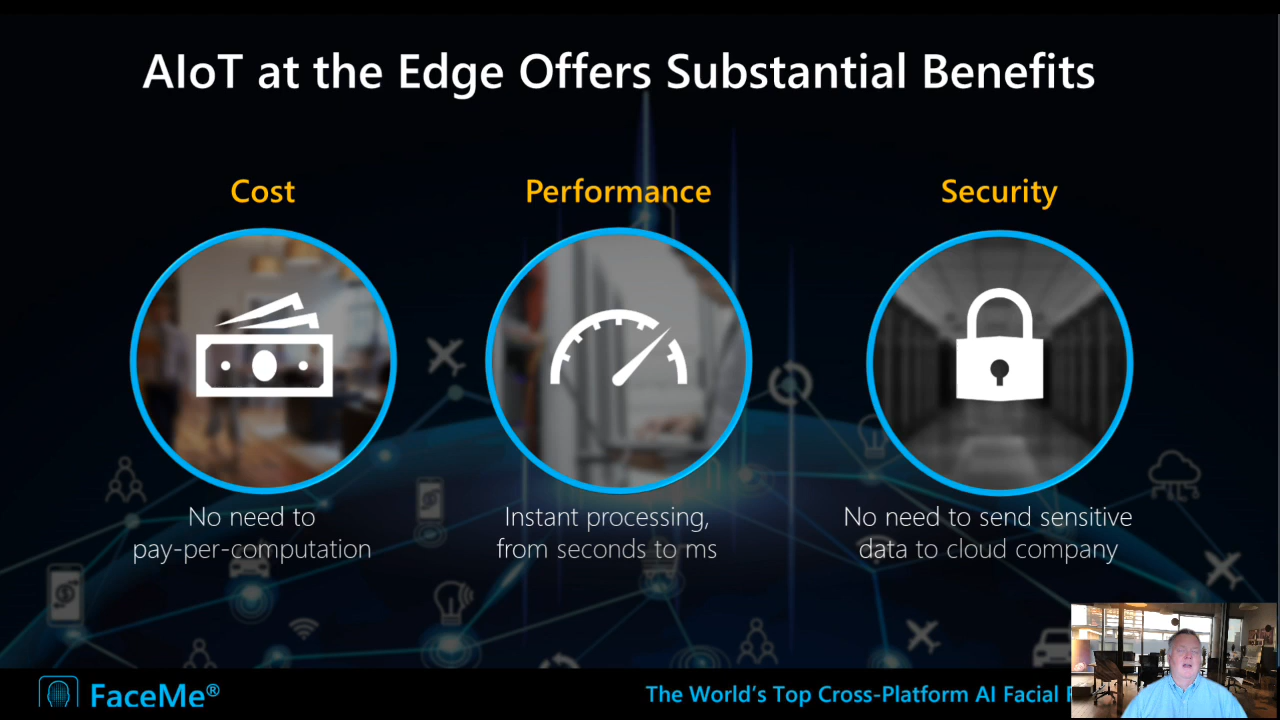 AIoT at the Edge Offers Substantial Benefits
Cost
Performance
Security
No need to
pay-per-computation
Instant processing,
from seconds to ms
No need to send sensitive
data to cloud company
FaceMe®
The World's Top Cross-Platform AI Facial